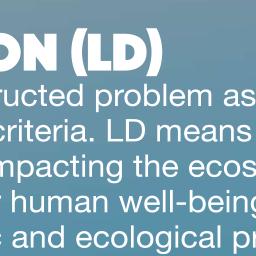 ON (LD)
ructed problem as
criteria. LD means
mpacting the ecos
r human well-being
c and ecological pr